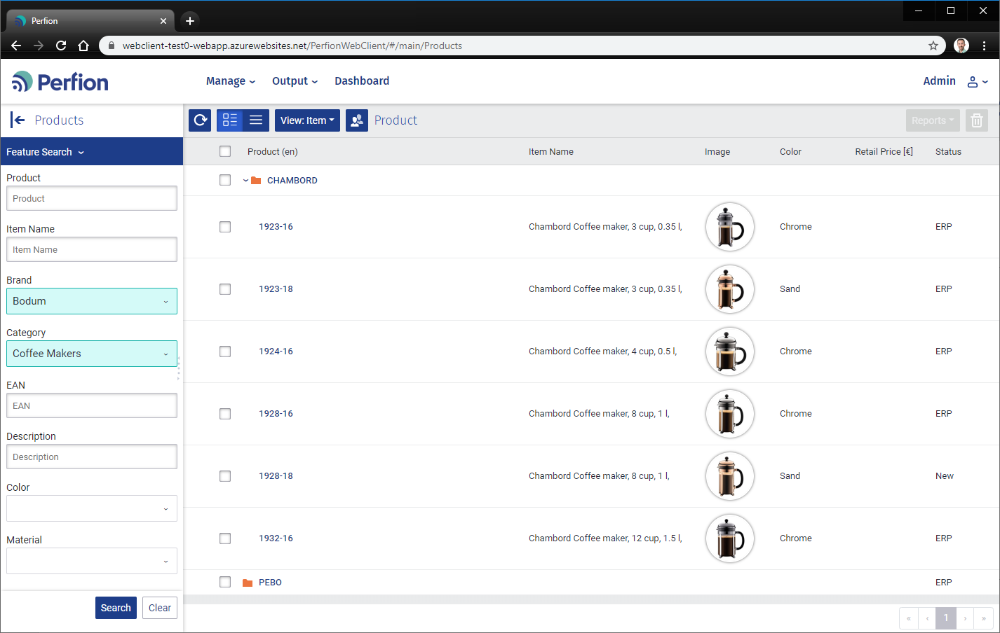 Perfion
webclient-test0-webapp.azurewebsites.net/PerfionWebClient/#/main/Products
Perfion
Manage
Output
Dashboard
Admin
Products
View: Item
Product
Reports
Feature Search
Product
Product
Item Name
Item Name
Brand
Bodum
Category
Coffee Makers
EAN
EAN
Description
Description
Color
Material
Search Clear
Product (en) Item Name Image Color Retail Price [€] Status
CHAMBORD
1923-16 Chambord Coffee maker, 3 cup, 0.35 l, Chrome ERP
1923-18 Chambord Coffee maker, 3 cup, 0.35 l, Sand ERP
1924-16 Chambord Coffee maker, 4 cup, 0.5 l, Chrome ERP
1928-16 Chambord Coffee maker, 8 cup, 1 l, Chrome ERP
1928-18 Chambord Coffee maker, 8 cup, 1 l, Sand New
1932-16 Chambord Coffee maker, 12 cup, 1.5 l, Chrome ERP
PEBO ERP
« ‹ 1 › »